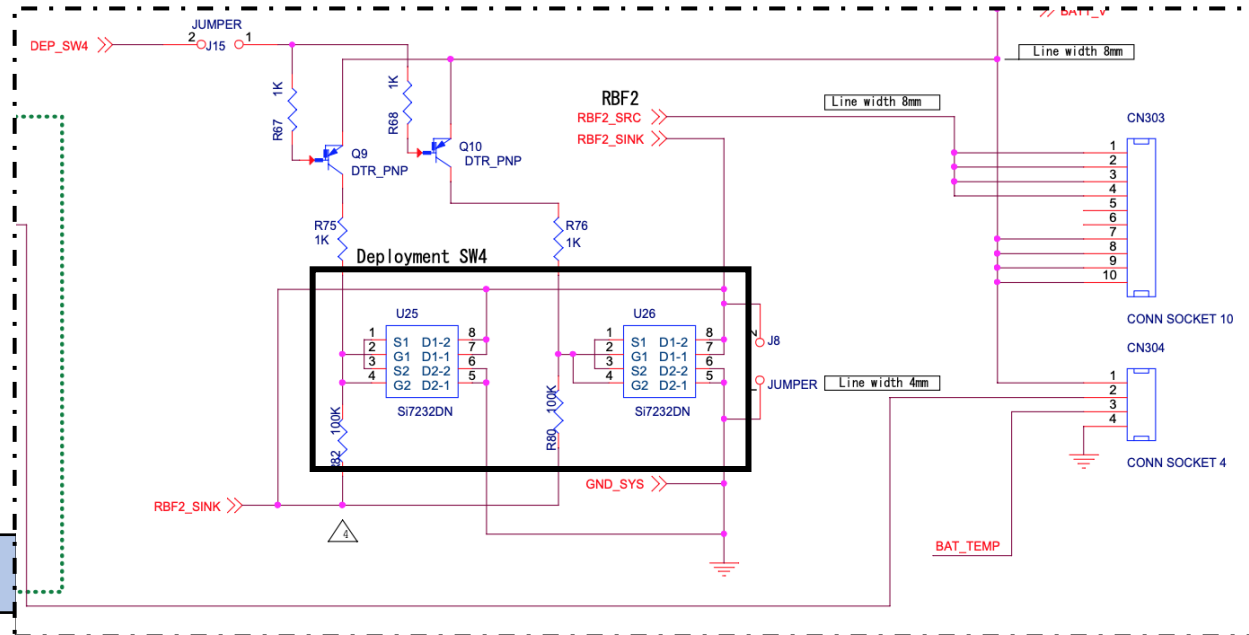 BATT_V
JUMPER
DEP_SW4
2
J15
1
Line width 8mm
1K
R67
1K
R68
RBF2
RBF2_SRC
RBF2_SINK
Line width 8mm
CN303
Q9
DTR_PNP
Q10
DTR_PNP
1
2
3
4
5
6
7
8
9
10
R75
1K
R76
1K
Deployment SW4
U25
1 S1 D1-2 8
2 G1 D1-1 7
3 S2 D2-2 6
4 G2 D2-1 5
Si7232DN
U26
1 S1 D1-2 8
2 G1 D1-1 7
3 S2 D2-2 6
4 G2 D2-1 5
Si7232DN
2
J8
1
JUMPER
Line width 4mm
CONN SOCKET 10
CN304
1
2
3
4
CONN SOCKET 4
100K
R82
100K
R80
GND_SYS
RBF2_SINK
4
BAT_TEMP